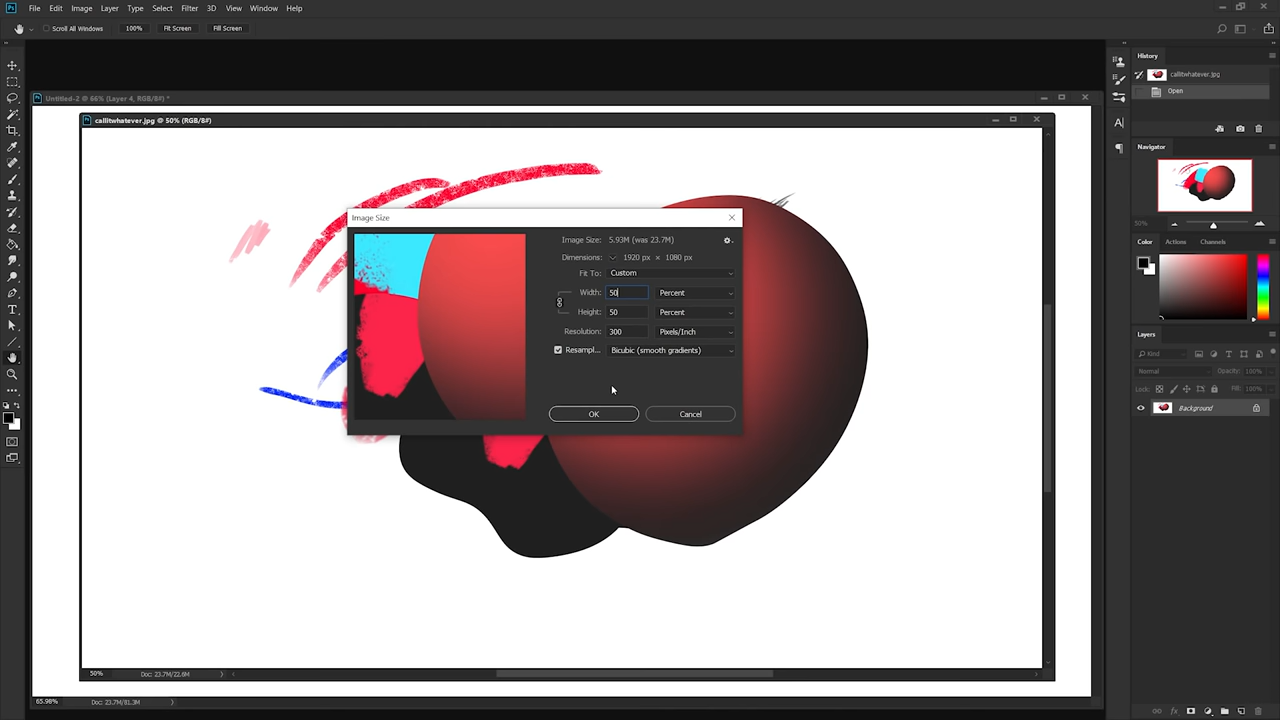 Ps File Edit Image Layer Type Select Filter 3D View Window Help
Scroll All Windows 100% Fit Screen Fill Screen
Ps Untitled-2 @ 66% (Layer 4, RGB/8#) *
Ps callitwhatever.jpg @ 50% (RGB/8#)
Image Size
Image Size: 5.93M (was 23.7M)
Dimensions: 1920 px × 1080 px
Fit To: Custom
Width: 50 Percent
Height: 50 Percent
Resolution: 300 Pixels/Inch
Resampl... Bicubic (smooth gradients)
OK Cancel
50% Doc: 23.7M/22.6M
65.98% Doc: 23.7M/81.3M
History
callitwhatever.jpg
Open
Navigator
50%
Color Actions Channels
Layers
Kind
Normal Opacity: 100%
Lock: Fill: 100%
Background